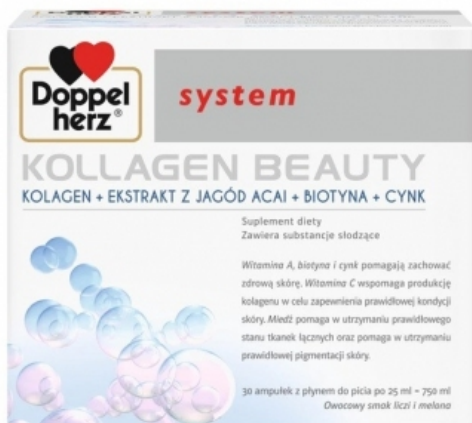 Doppel
herz®
system
KOLLAGEN BEAUTY
KOLAGEN + EKSTRAKT Z JAGÓD ACAI + BIOTYNA + CYNK
Suplement diety
Zawiera substancje słodzące
Witamina A, biotyna i cynk pomagają zachować
zdrową skórę. Witamina C wspomaga produkcję
kolagenu w celu zapewnienia prawidłowej kondycji
skóry. Miedź pomaga w utrzymaniu prawidłowego
stanu tkanek łącznych oraz pomaga w utrzymaniu
prawidłowej pigmentacji skóry.
30 ampułek z płynem do picia po 25 ml = 750 ml
Owocowy smak liczi i melona